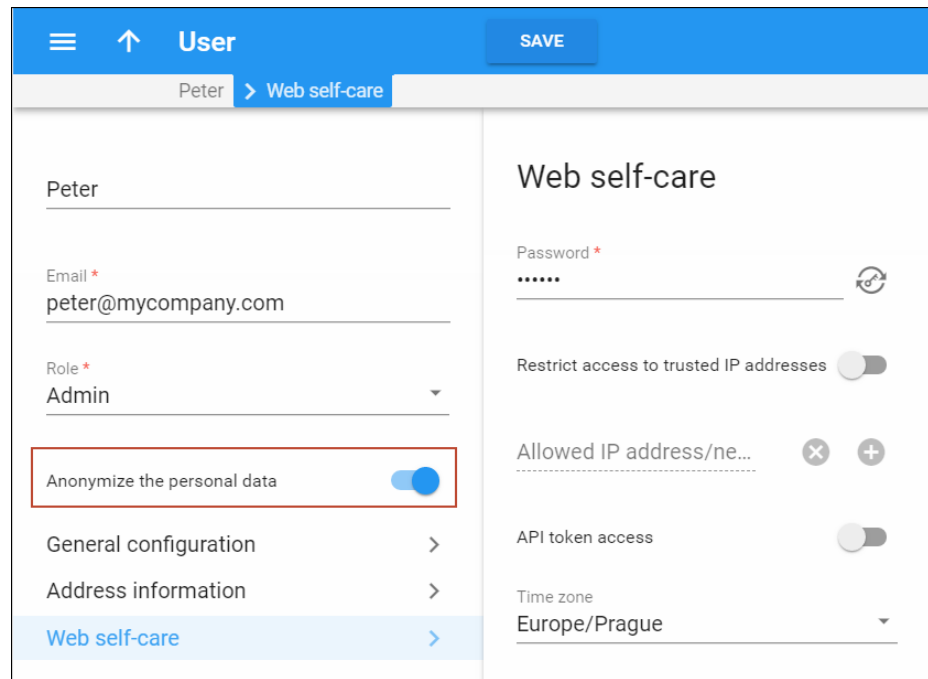 User
SAVE
Peter
Web self-care
Peter
Email *
peter@mycompany.com
Role *
Admin
Anonymize the personal data
General configuration
Address information
Web self-care
Web self-care
Password *
••••••
Restrict access to trusted IP addresses
Allowed IP address/ne...
API token access
Time zone
Europe/Prague